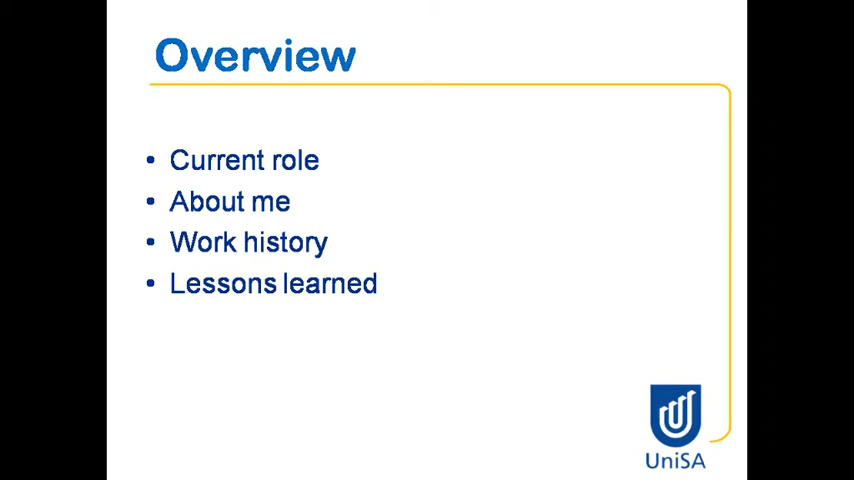 Overview
• Current role
• About me
• Work history
• Lessons learned
UniSA